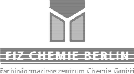 FIZ CHEMIE BERLIN
Fachinformationszentrum Chemie GmbH